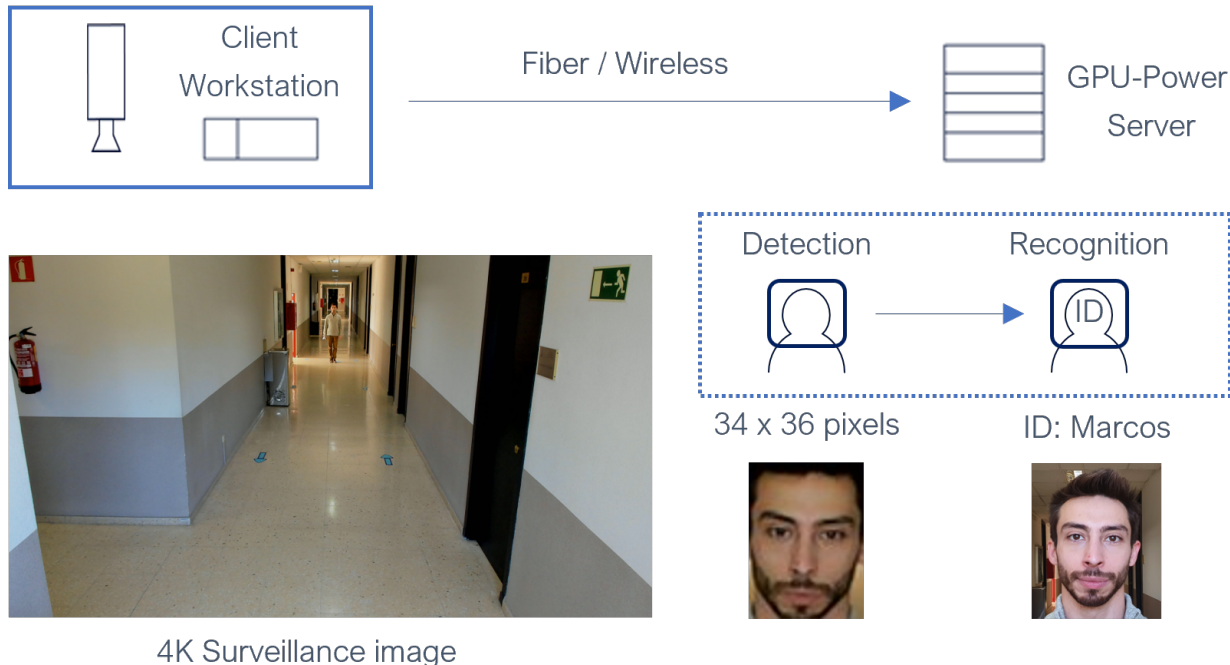 Client
Workstation
Fiber / Wireless
GPU-Power
Server
Detection
Recognition
ID
34 x 36 pixels
ID: Marcos
4K Surveillance image